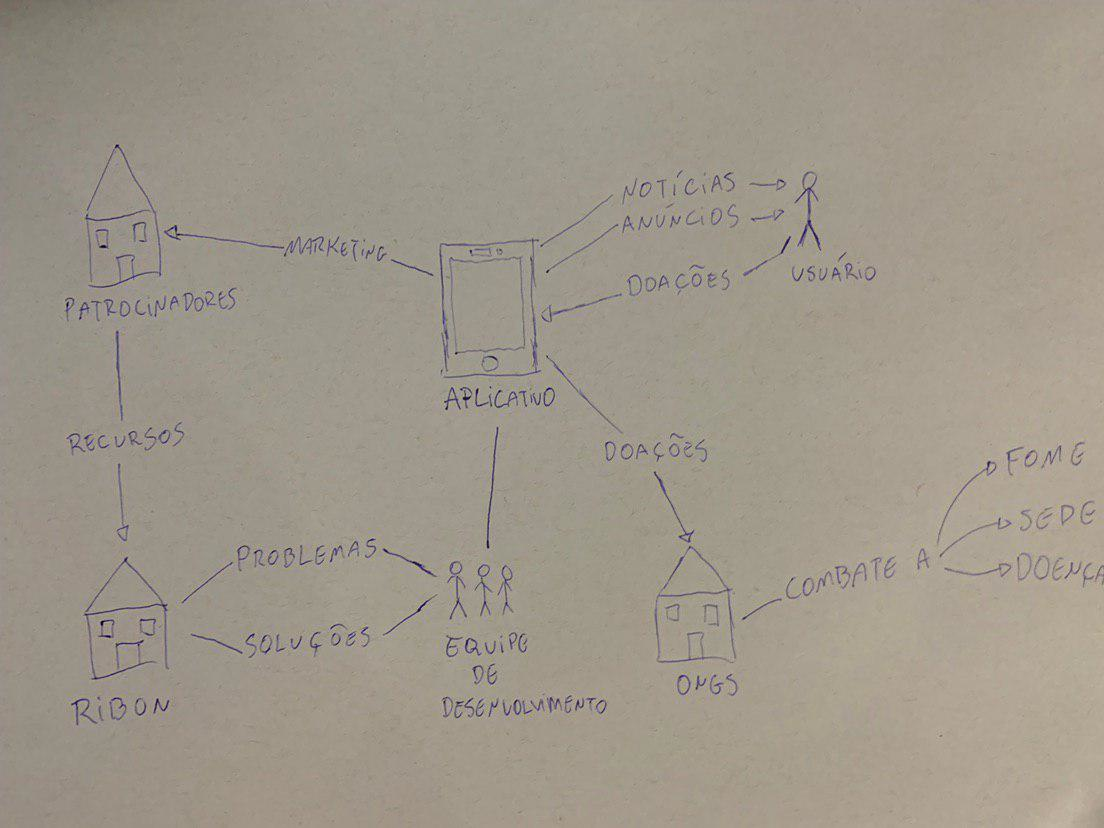 NOTÍCIAS
ANÚNCIOS
MARKETING
DOAÇÕES
USUÁRIO
PATROCINADORES
APLICATIVO
RECURSOS
DOAÇÕES
FOME
SEDE
DOENÇA
COMBATE A
PROBLEMAS
SOLUÇÕES
EQUIPE
DE
DESENVOLVIMENTO
ONGS
RIBON